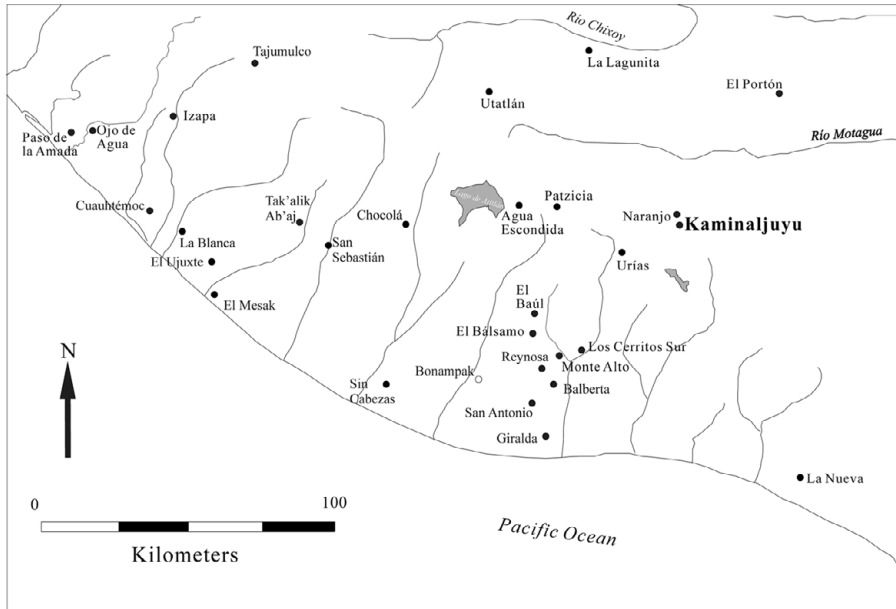 Río Chixoy
Tajumulco
La Lagunita
El Portón
Utatlán
Izapa
Paso de
la Amada
Ojo de
Agua
Río Motagua
Lago de Atitlán
Cuauhtémoc
Tak'alik
Ab'aj
Chocolá
Agua
Escondida
Patzicia
Naranjo
Kaminaljuyu
La Blanca
San
Sebastián
El Ujuxte
Urías
El Mesak
El
Baúl
El Bálsamo
Los Cerritos Sur
Reynosa
Monte Alto
Bonampak
Balberta
Sin
Cabezas
San Antonio
Giralda
La Nueva
N
0
100
Kilometers
Pacific Ocean